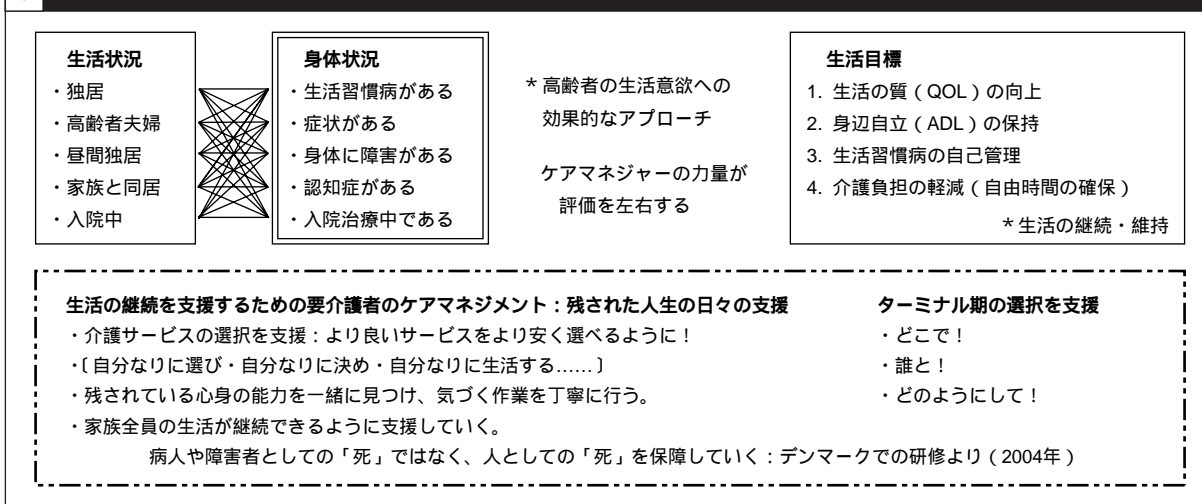 生活状況
・独居
・高齢者夫婦
・昼間独居
・家族と同居
・入院中
身体状況
・生活習慣病がある
・症状がある
・身体に障害がある
・認知症がある
・入院治療中である
*高齢者の生活意欲への
効果的なアプローチ
ケアマネジャーの力量が
評価を左右する
生活目標
1. 生活の質(QOL)の向上
2. 身辺自立(ADL)の保持
3. 生活習慣病の自己管理
4. 介護負担の軽減(自由時間の確保)
*生活の継続・維持
生活の継続を支援するための要介護者のケアマネジメント:残された人生の日々の支援
・介護サービスの選択を支援:より良いサービスをより安く選べるように!
・〔自分なりに選び・自分なりに決め・自分なりに生活する……〕
・残されている心身の能力を一緒に見つけ、気づく作業を丁寧に行う。
・家族全員の生活が継続できるように支援していく。
病人や障害者としての「死」ではなく、人としての「死」を保障していく:デンマークでの研修より(2004年)
ターミナル期の選択を支援
・どこで!
・誰と!
・どのようにして!